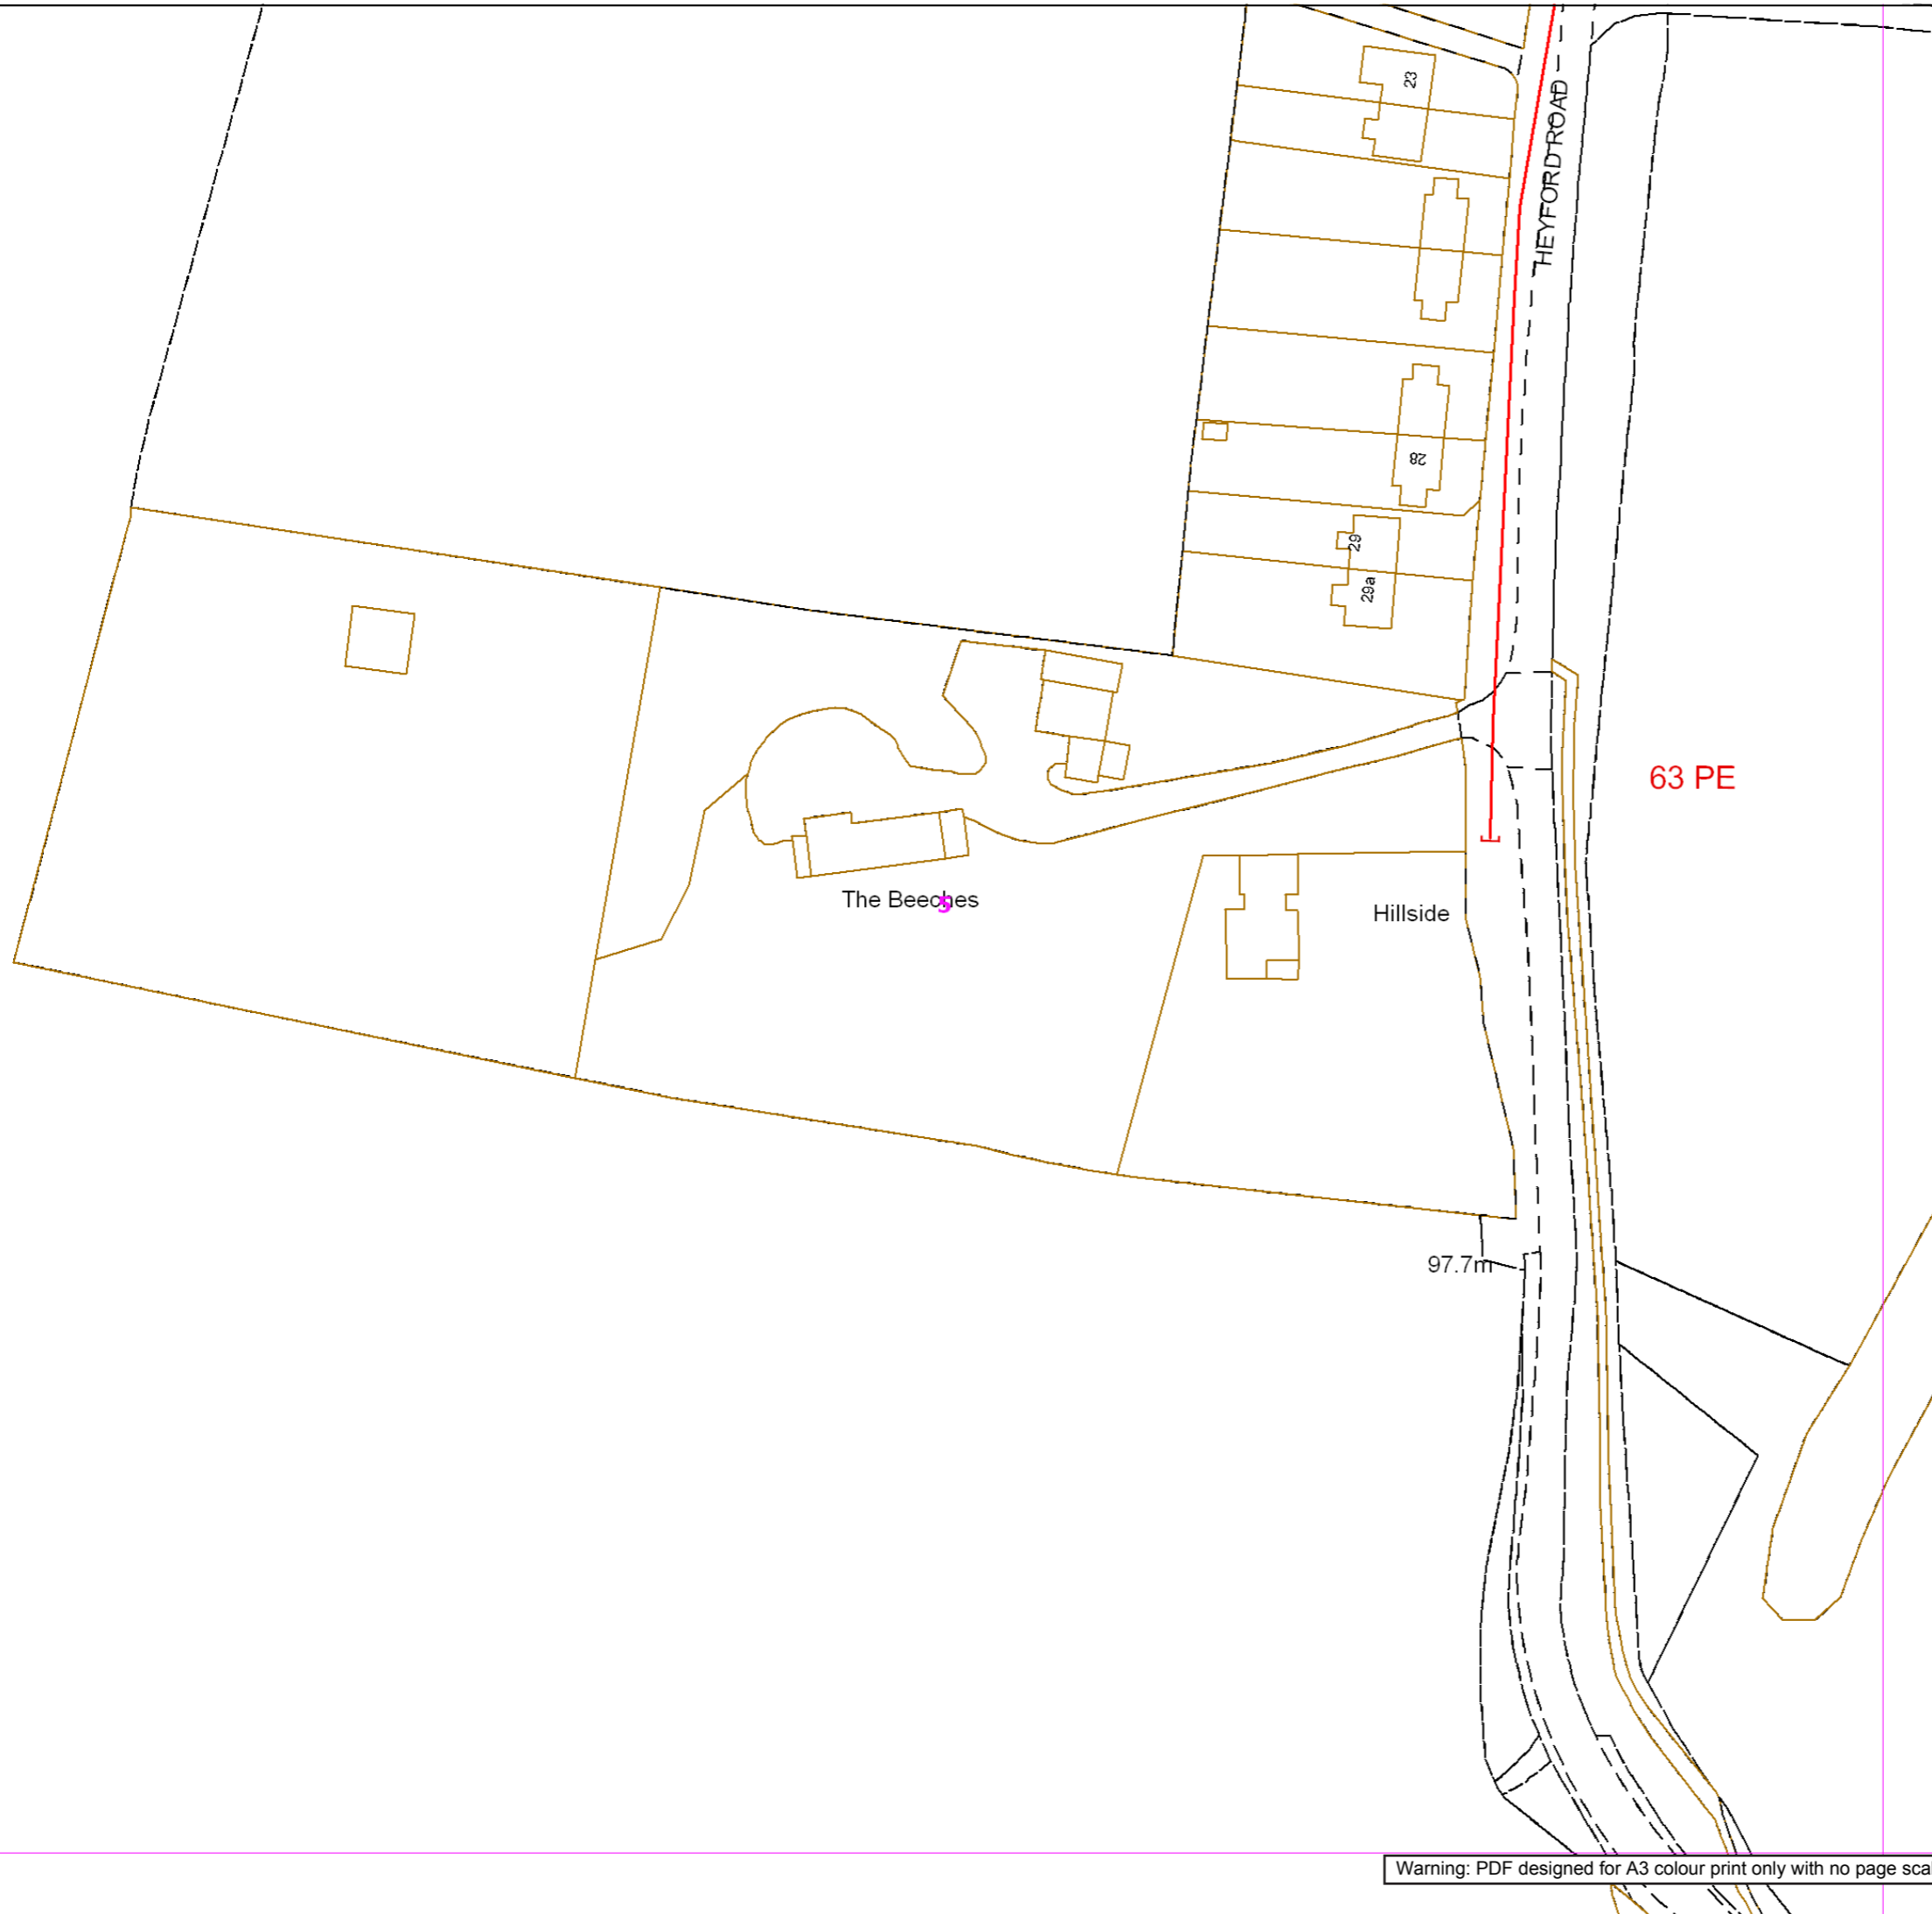 23
HEYFORD ROAD
28
29
29a
63 PE
The Beeches
5
Hillside
97.7m
Warning: PDF designed for A3 colour print only with no page